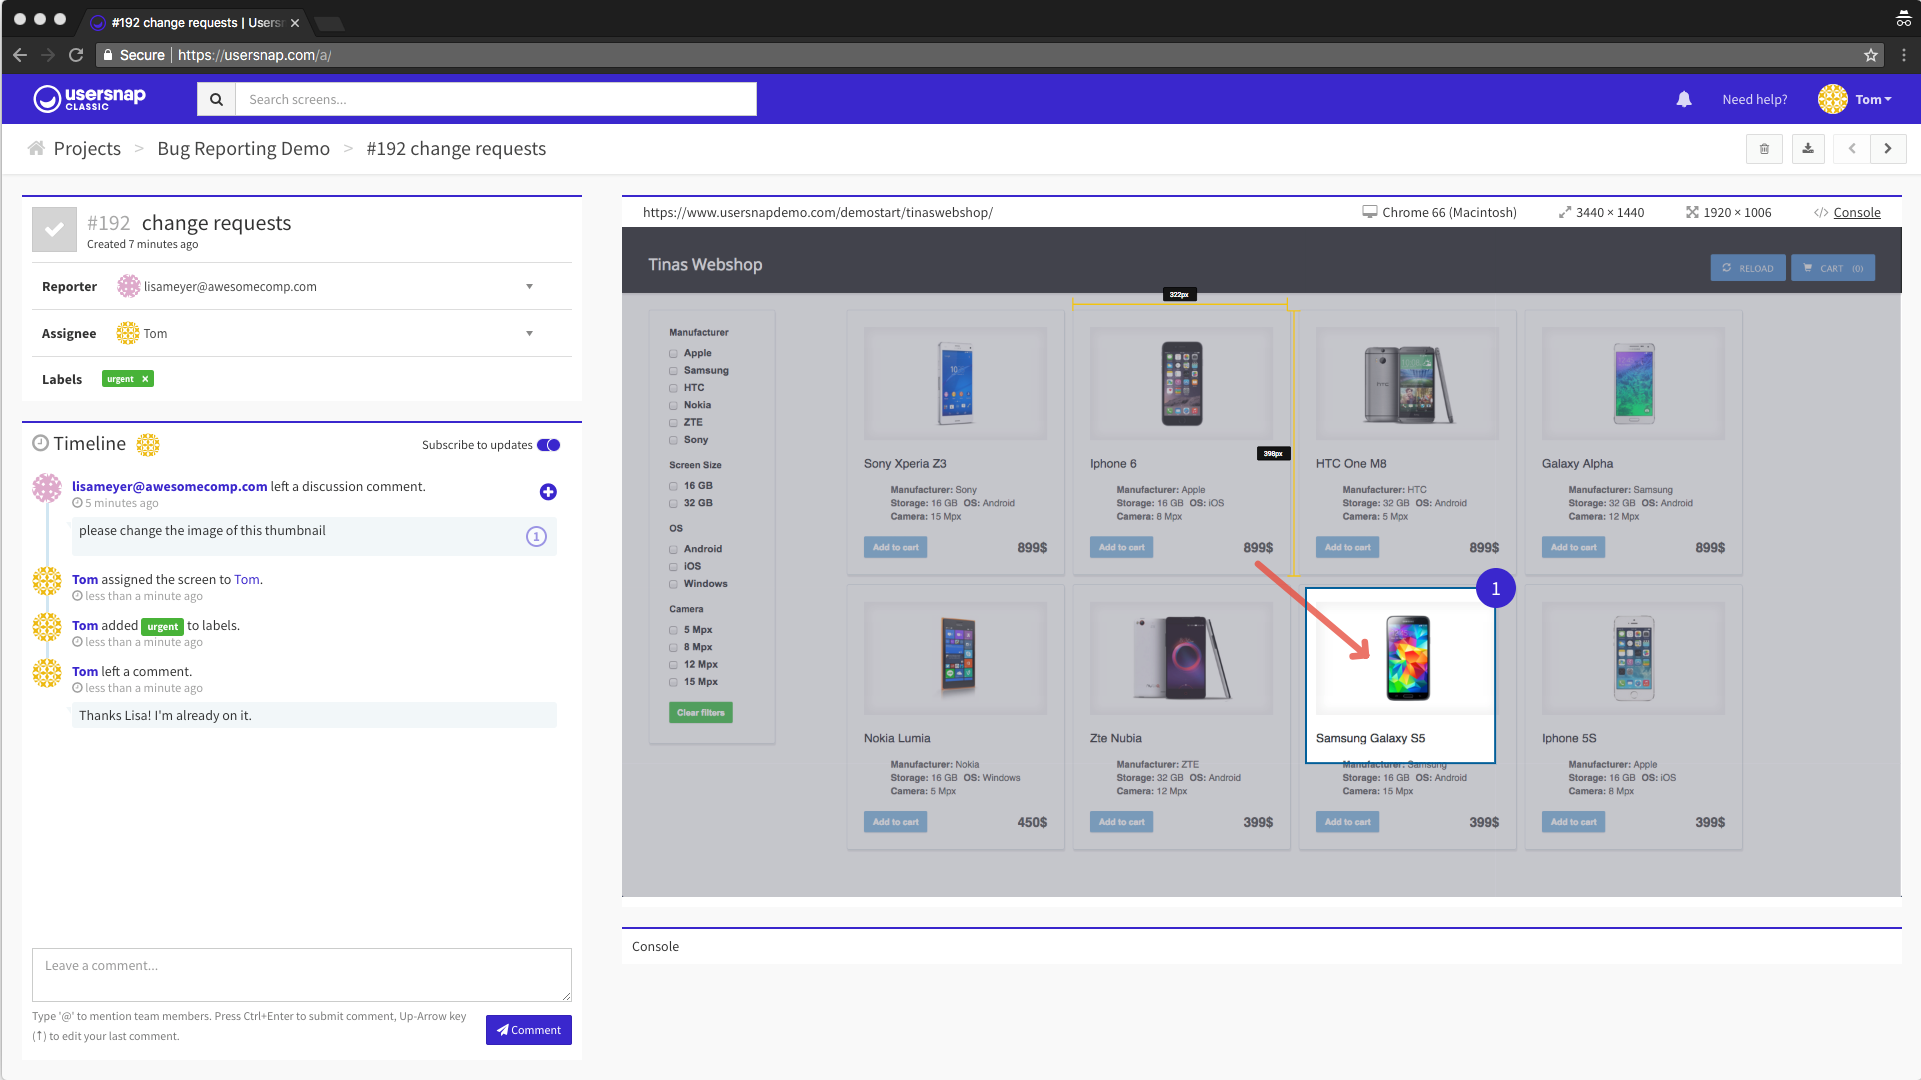 #192 change requests | Usersn
Secure | https://usersnap.com/a/
usersnap
CLASSIC
Search screens...
Need help?
Tom
Projects > Bug Reporting Demo > #192 change requests
#192 change requests
Created 7 minutes ago
Reporter lisameyer@awesomecomp.com
Assignee Tom
Labels urgent x
Timeline
Subscribe to updates
lisameyer@awesomecomp.com left a discussion comment.
5 minutes ago
please change the image of this thumbnail
1
Tom assigned the screen to Tom.
less than a minute ago
Tom added urgent to labels.
less than a minute ago
Tom left a comment.
less than a minute ago
Thanks Lisa! I'm already on it.
Leave a comment...
Type '@' to mention team members. Press Ctrl+Enter to submit comment, Up-Arrow key
(↑) to edit your last comment.
Comment
https://www.usersnapdemo.com/demostart/tinaswebshop/
Chrome 66 (Macintosh)
3440 × 1440
1920 × 1006
</> Console
Tinas Webshop
RELOAD
CART (0)
322px
398px
Manufacturer
Apple
Samsung
HTC
Nokia
ZTE
Sony
Screen Size
16 GB
32 GB
OS
Android
iOS
Windows
Camera
5 Mpx
8 Mpx
12 Mpx
15 Mpx
Clear filters
Sony Xperia Z3
Manufacturer: Sony
Storage: 16 GB OS: Android
Camera: 15 Mpx
Add to cart 899$
Iphone 6
Manufacturer: Apple
Storage: 16 GB OS: iOS
Camera: 8 Mpx
Add to cart 899$
HTC One M8
Manufacturer: HTC
Storage: 32 GB OS: Android
Camera: 5 Mpx
Add to cart 899$
Galaxy Alpha
Manufacturer: Samsung
Storage: 32 GB OS: Android
Camera: 12 Mpx
Add to cart 899$
Nokia Lumia
Manufacturer: Nokia
Storage: 16 GB OS: Windows
Camera: 5 Mpx
Add to cart 450$
Zte Nubia
Manufacturer: ZTE
Storage: 32 GB OS: Android
Camera: 12 Mpx
Add to cart 399$
1
Samsung Galaxy S5
Manufacturer: Samsung
Storage: 16 GB OS: Android
Camera: 15 Mpx
Add to cart 399$
Iphone 5S
Manufacturer: Apple
Storage: 16 GB OS: iOS
Camera: 8 Mpx
Add to cart 399$
Console